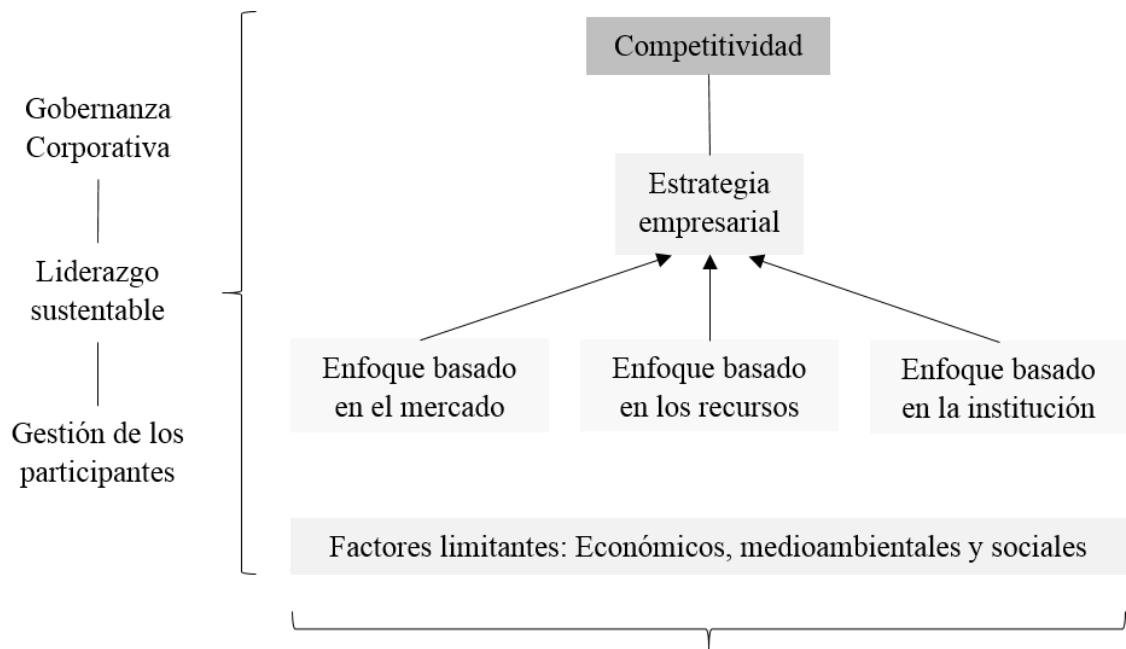 Competitividad
Gobernanza
Corporativa
Estrategia
empresarial
Liderazgo
sustentable
Enfoque basado
en el mercado
Enfoque basado
en los recursos
Enfoque basado
en la institución
Gestión de los
participantes
Factores limitantes: Económicos, medioambientales y sociales